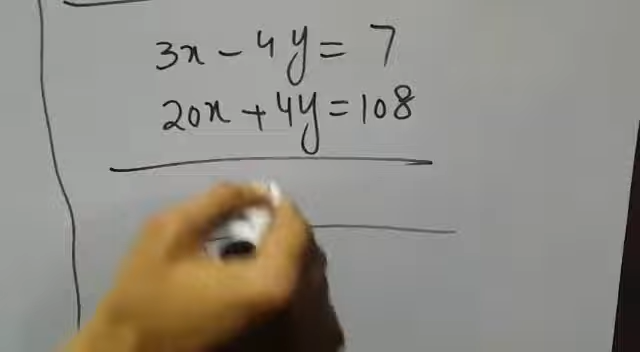 3x - 4y = 7
20x + 4y = 108